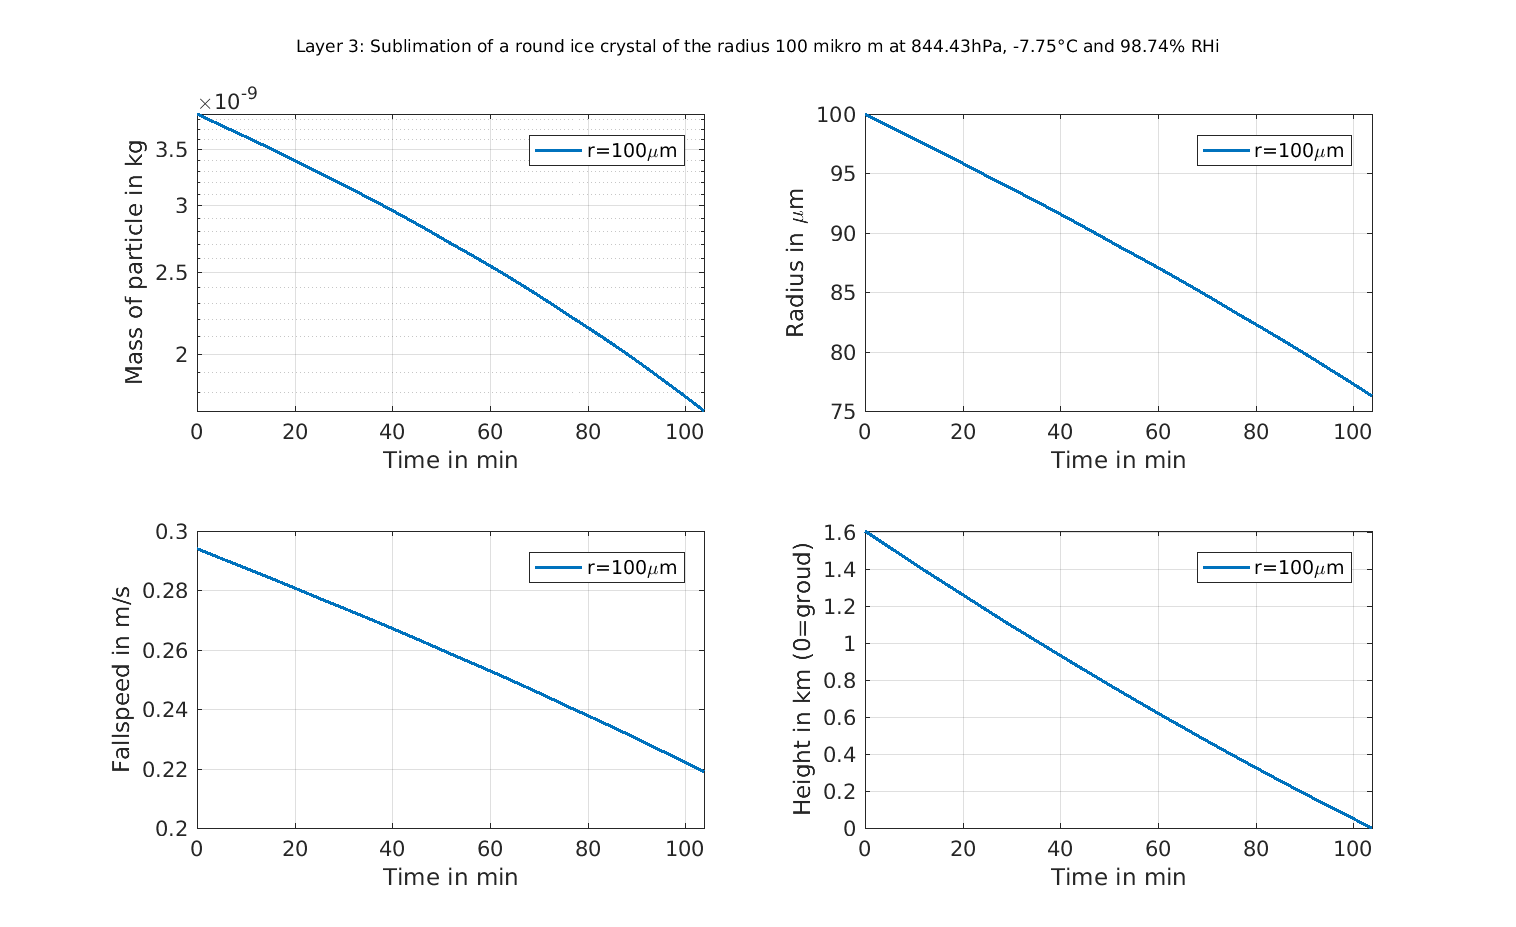 Layer 3: Sublimation of a round ice crystal of the radius 100 mikro m at 844.43hPa, -7.75°C and 98.74% RHi
×10-9
Mass of particle in kg
3.5
3
2.5
2
r=100μm
0 20 40 60 80 100
Time in min
Radius in μm
100
95
90
85
80
75
r=100μm
0 20 40 60 80 100
Time in min
Fallspeed in m/s
0.3
0.28
0.26
0.24
0.22
0.2
r=100μm
0 20 40 60 80 100
Time in min
Height in km (0=groud)
1.6
1.4
1.2
1
0.8
0.6
0.4
0.2
0
r=100μm
0 20 40 60 80 100
Time in min